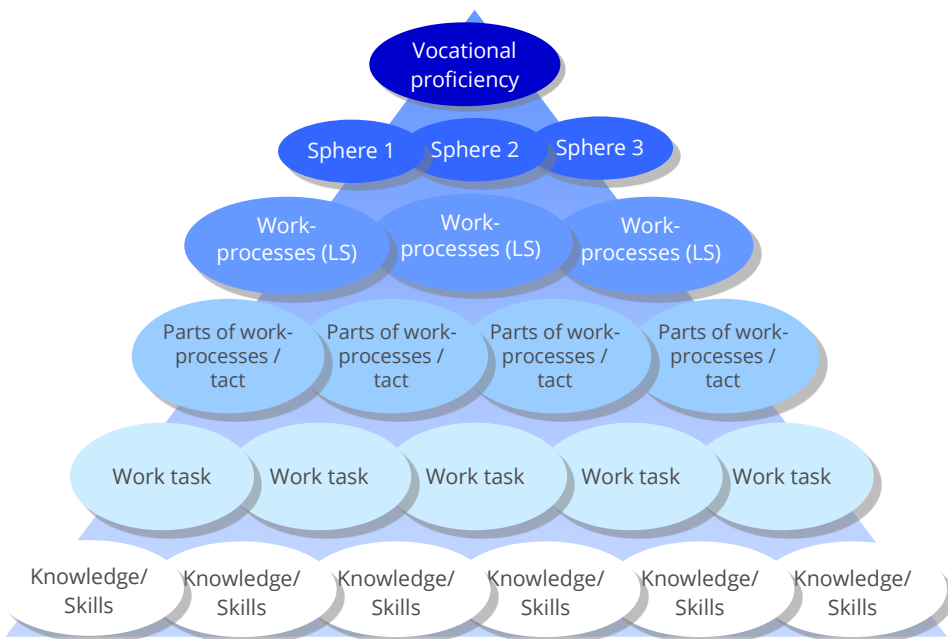 Vocational
proficiency
Sphere 1
Sphere 2
Sphere 3
Work-
processes (LS)
Work-
processes (LS)
Work-
processes (LS)
Parts of work-
processes /
tact
Parts of work-
processes /
tact
Parts of work-
processes /
tact
Parts of work-
processes /
tact
Work task
Work task
Work task
Work task
Work task
Knowledge/
Skills
Knowledge/
Skills
Knowledge/
Skills
Knowledge/
Skills
Knowledge/
Skills
Knowledge/
Skills